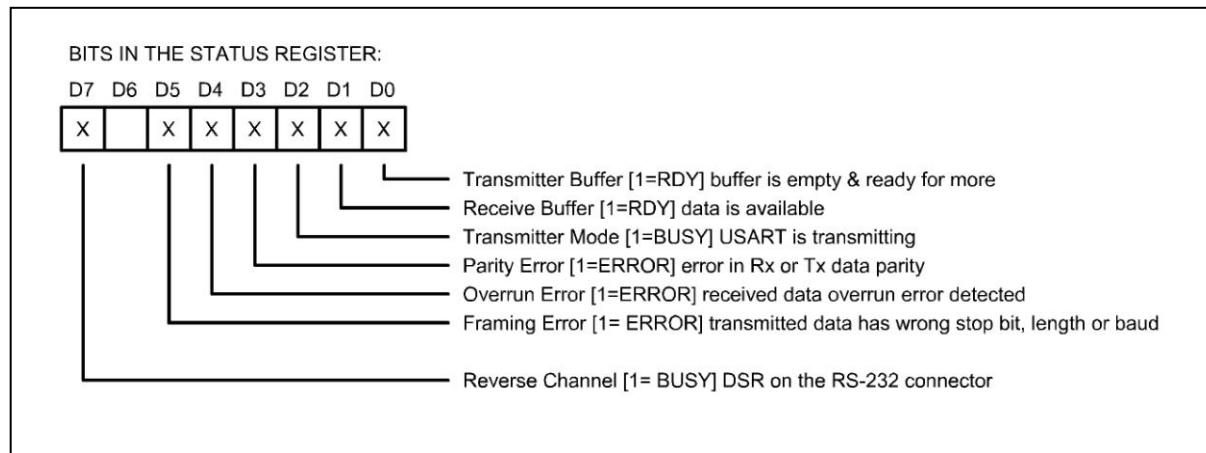 BITS IN THE STATUS REGISTER:
D7 D6 D5 D4 D3 D2 D1 D0
X X X X X X X
Transmitter Buffer [1=RDY] buffer is empty & ready for more
Receive Buffer [1=RDY] data is available
Transmitter Mode [1=BUSY] USART is transmitting
Parity Error [1=ERROR] error in Rx or Tx data parity
Overrun Error [1=ERROR] received data overrun error detected
Framing Error [1= ERROR] transmitted data has wrong stop bit, length or baud
Reverse Channel [1= BUSY] DSR on the RS-232 connector